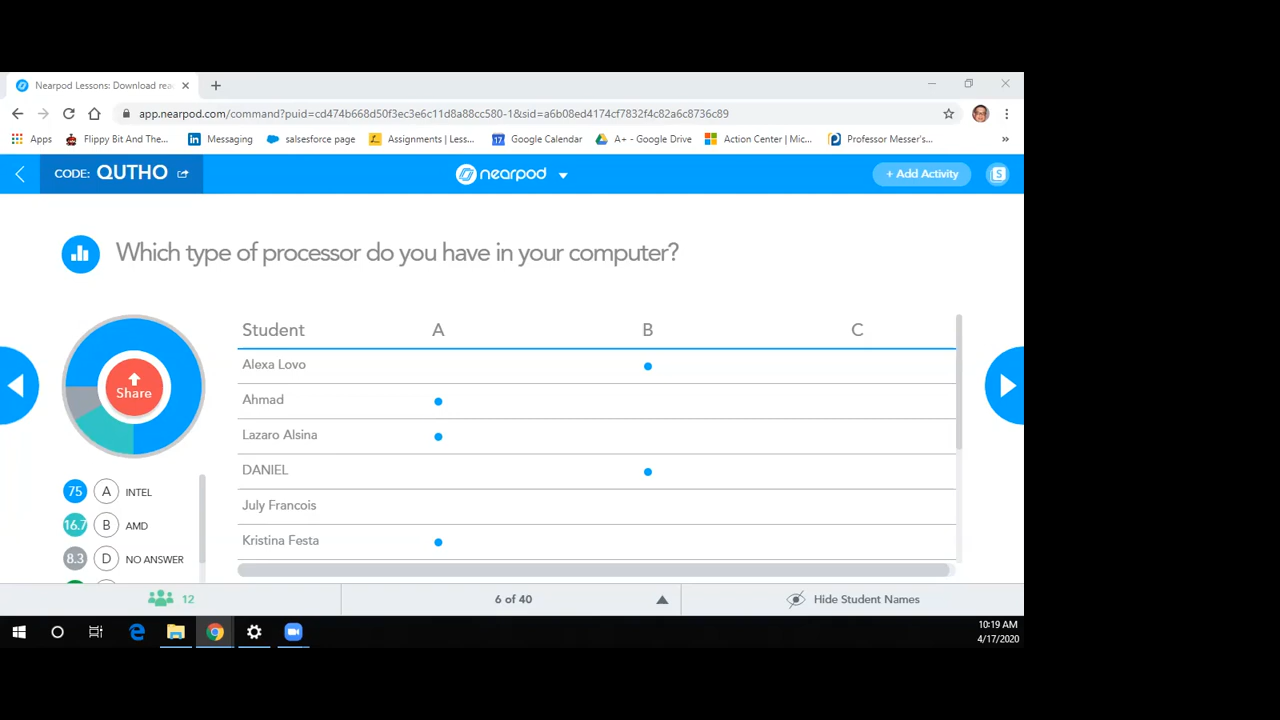 Nearpod Lessons: Download rea
app.nearpod.com/command?puid=cd474b668d50f3ec3e6c11d8a88cc580-1&sid=a6b08ed4174cf7832f4c82a6c8736c89
Apps Flippy Bit And The... Messaging salsesforce page Assignments | Less... 17 Google Calendar A+ - Google Drive Action Center | Mic... Professor Messer's... »
CODE: QUTHO nearpod + Add Activity S
Which type of processor do you have in your computer?
Student A B C
Alexa Lovo
Ahmad
Lazaro Alsina
DANIEL
July Francois
Kristina Festa
Share
75 A INTEL
16.7 B AMD
8.3 D NO ANSWER
12 6 of 40 Hide Student Names
10:19 AM
4/17/2020